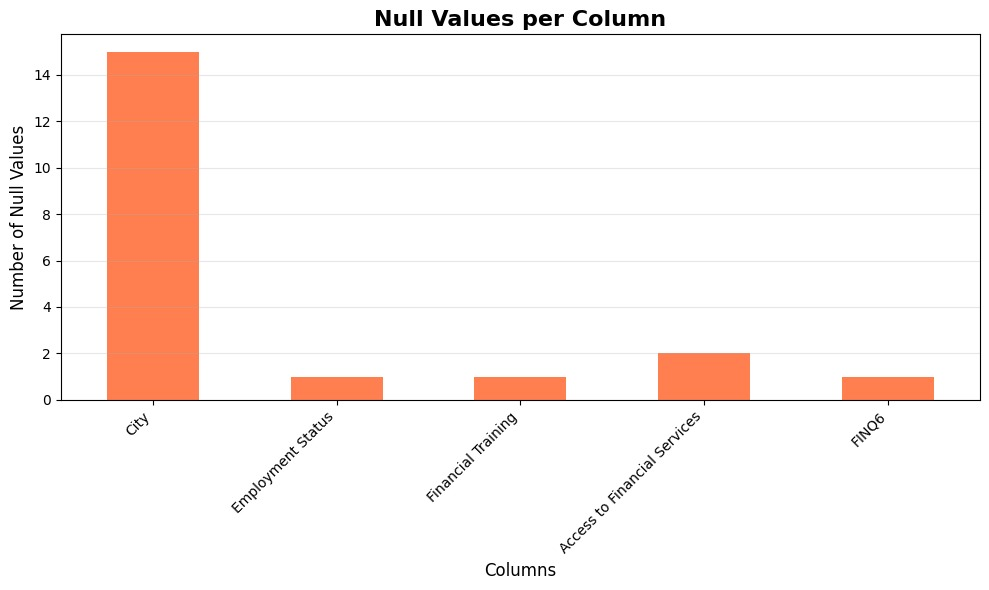 Null Values per Column
Number of Null Values
14
12
10
8
6
4
2
0
City
Employment Status
Financial Training
Access to Financial Services
FINQ6
Columns